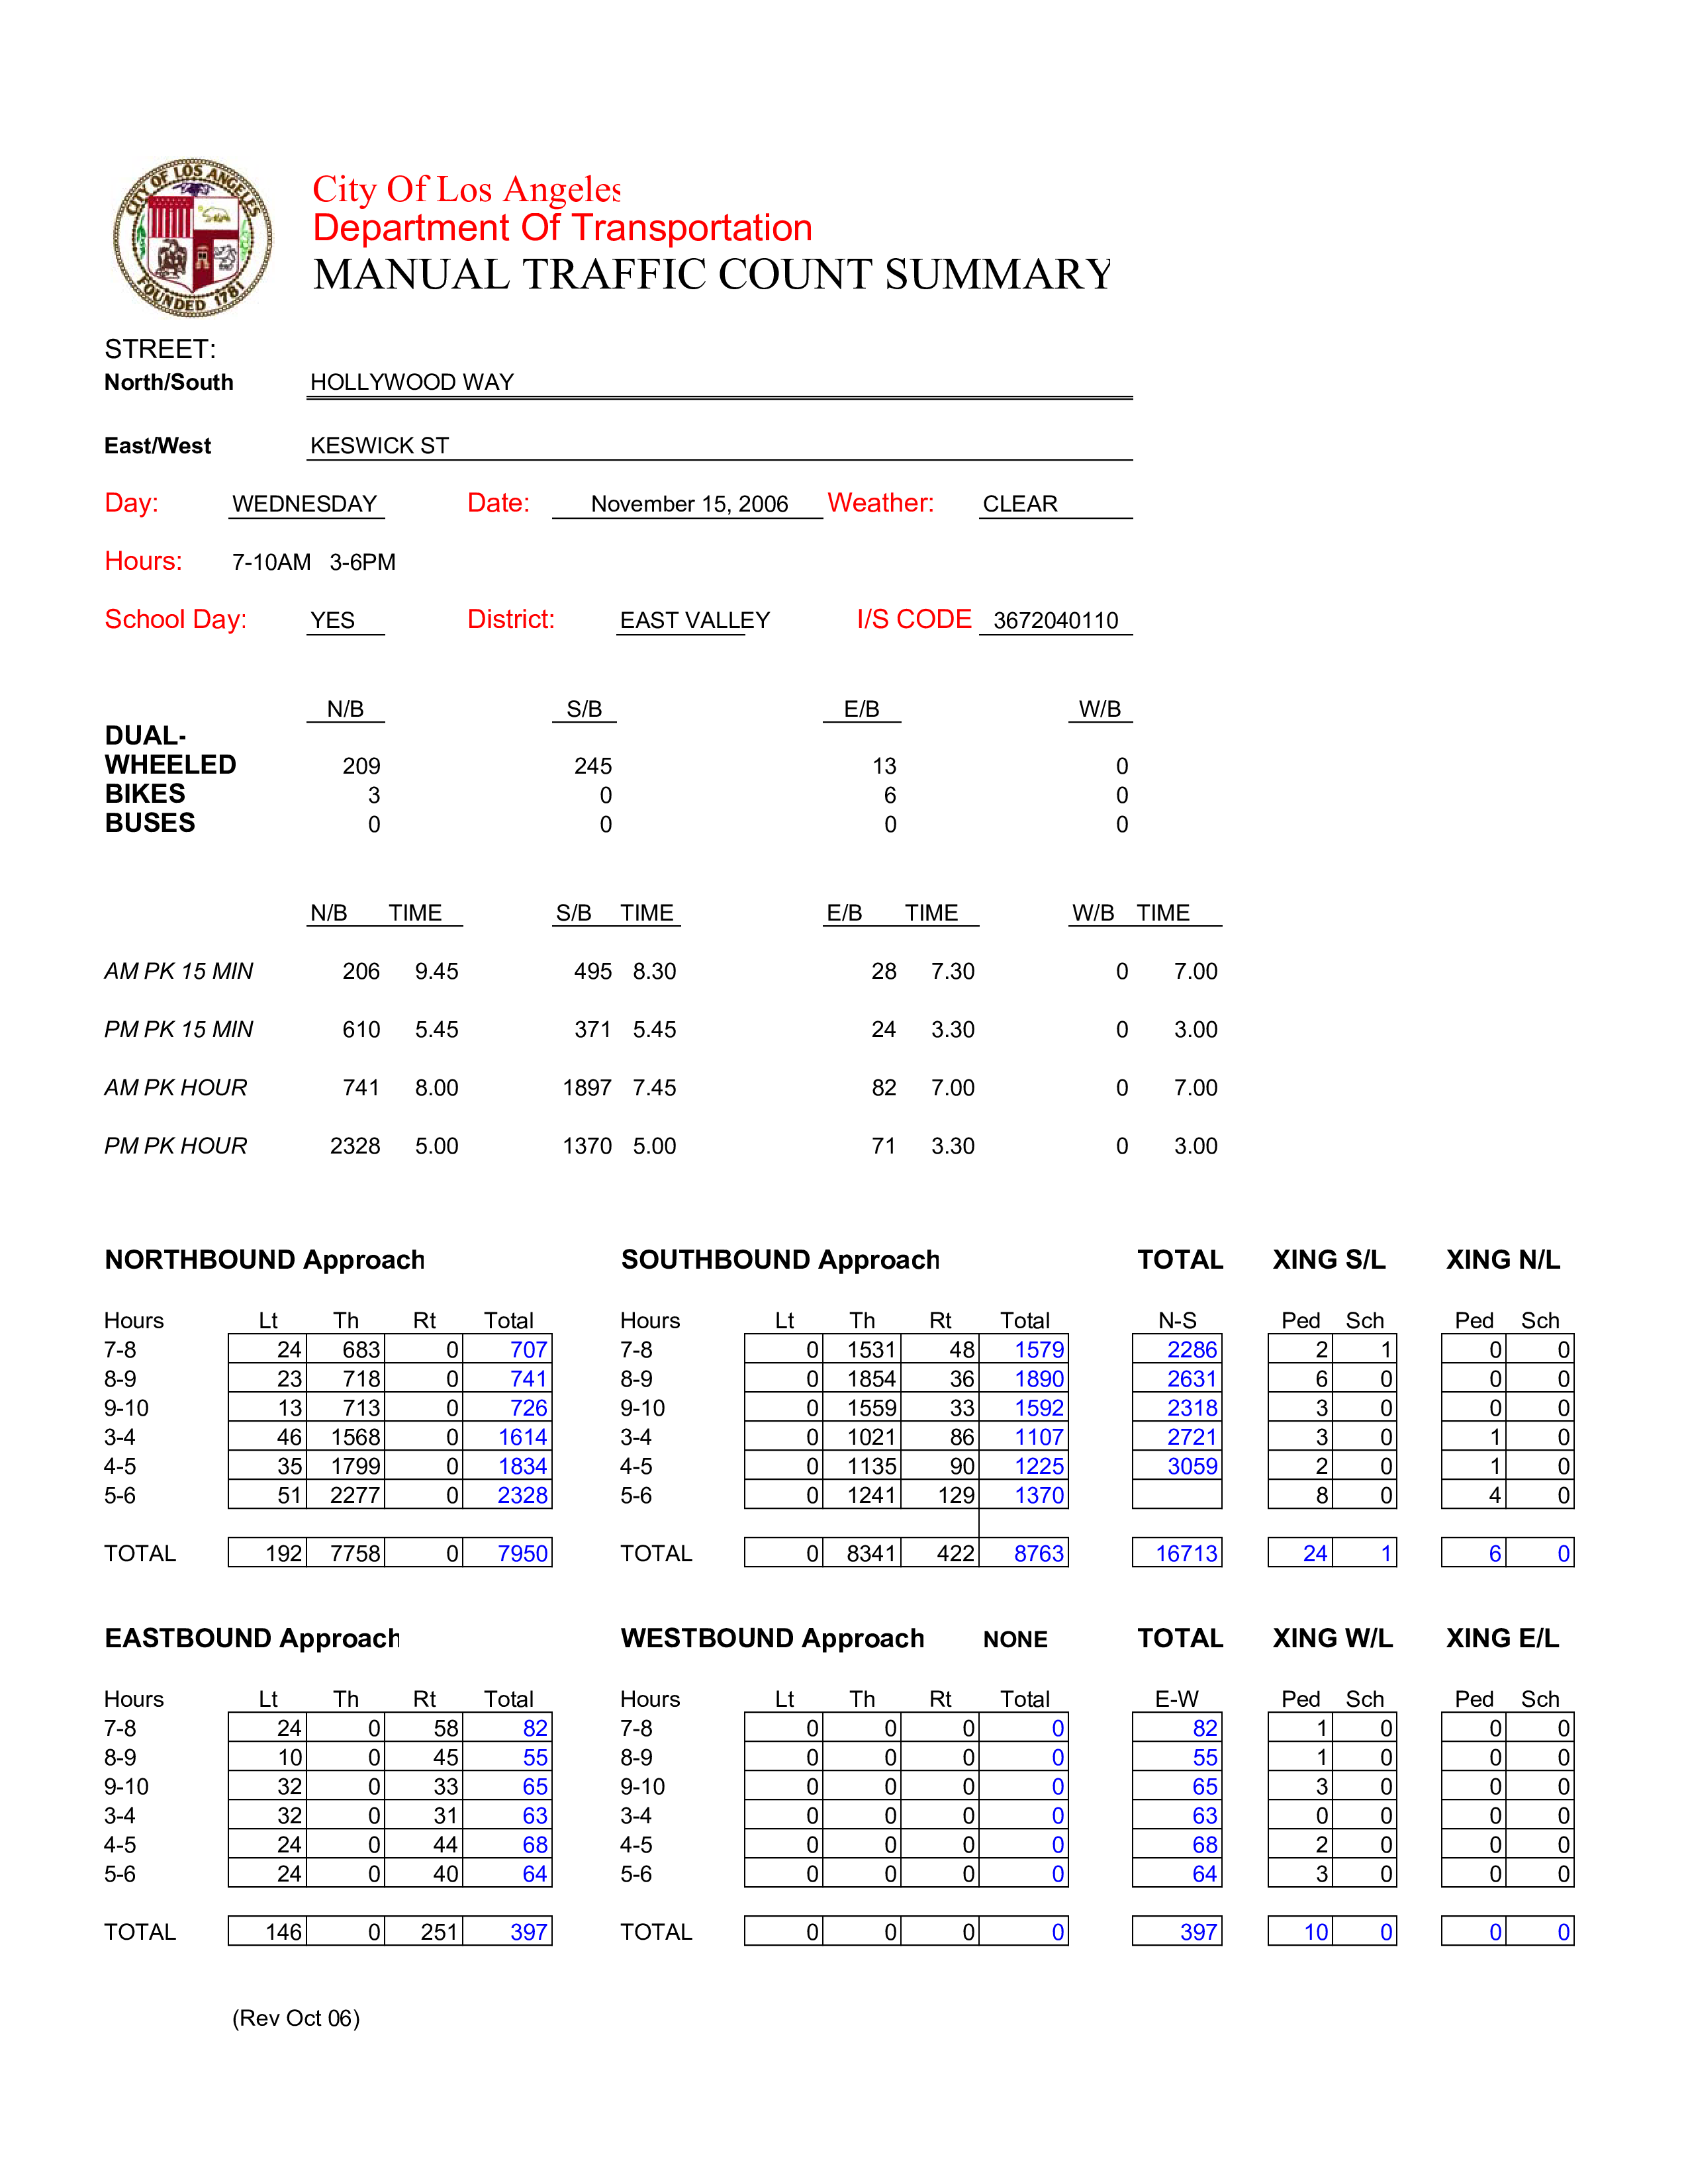 CITY OF LOS ANGELES
FOUNDED 1781
City Of Los Angeles
Department Of Transportation
MANUAL TRAFFIC COUNT SUMMARY
STREET:
North/South HOLLYWOOD WAY
East/West KESWICK ST
Day: WEDNESDAY Date: November 15, 2006 Weather: CLEAR
Hours: 7-10AM 3-6PM
School Day: YES District: EAST VALLEY I/S CODE 3672040110
N/B S/B E/B W/B
DUAL-
WHEELED 209 245 13 0
BIKES 3 0 6 0
BUSES 0 0 0 0
N/B TIME S/B TIME E/B TIME W/B TIME
AM PK 15 MIN 206 9.45 495 8.30 28 7.30 0 7.00
PM PK 15 MIN 610 5.45 371 5.45 24 3.30 0 3.00
AM PK HOUR 741 8.00 1897 7.45 82 7.00 0 7.00
PM PK HOUR 2328 5.00 1370 5.00 71 3.30 0 3.00
NORTHBOUND Approach SOUTHBOUND Approach TOTAL XING S/L XING N/L
Hours Lt Th Rt Total Hours Lt Th Rt Total N-S Ped Sch Ped Sch
7-8 24 683 0 707 7-8 0 1531 48 1579 2286 2 1 0 0
8-9 23 718 0 741 8-9 0 1854 36 1890 2631 6 0 0 0
9-10 13 713 0 726 9-10 0 1559 33 1592 2318 3 0 0 0
3-4 46 1568 0 1614 3-4 0 1021 86 1107 2721 3 0 1 0
4-5 35 1799 0 1834 4-5 0 1135 90 1225 3059 2 0 1 0
5-6 51 2277 0 2328 5-6 0 1241 129 1370 8 0 4 0
TOTAL 192 7758 0 7950 TOTAL 0 8341 422 8763 16713 24 1 6 0
EASTBOUND Approach WESTBOUND Approach NONE TOTAL XING W/L XING E/L
Hours Lt Th Rt Total Hours Lt Th Rt Total E-W Ped Sch Ped Sch
7-8 24 0 58 82 7-8 0 0 0 0 82 1 0 0 0
8-9 10 0 45 55 8-9 0 0 0 0 55 1 0 0 0
9-10 32 0 33 65 9-10 0 0 0 0 65 3 0 0 0
3-4 32 0 31 63 3-4 0 0 0 0 63 0 0 0 0
4-5 24 0 44 68 4-5 0 0 0 0 68 2 0 0 0
5-6 24 0 40 64 5-6 0 0 0 0 64 3 0 0 0
TOTAL 146 0 251 397 TOTAL 0 0 0 0 397 10 0 0 0
(Rev Oct 06)